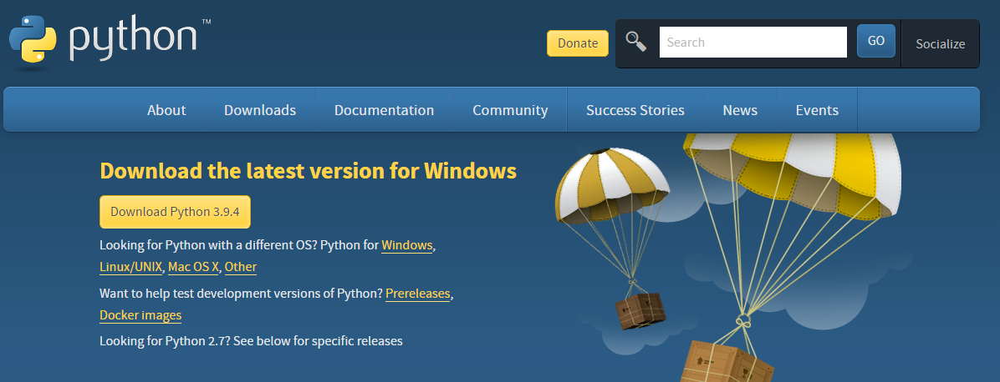 python™
Donate
Search
GO
Socialize
About Downloads Documentation Community Success Stories News Events
Download the latest version for Windows
Download Python 3.9.4
Looking for Python with a different OS? Python for Windows,
Linux/UNIX, Mac OS X, Other
Want to help test development versions of Python? Prereleases,
Docker images
Looking for Python 2.7? See below for specific releases